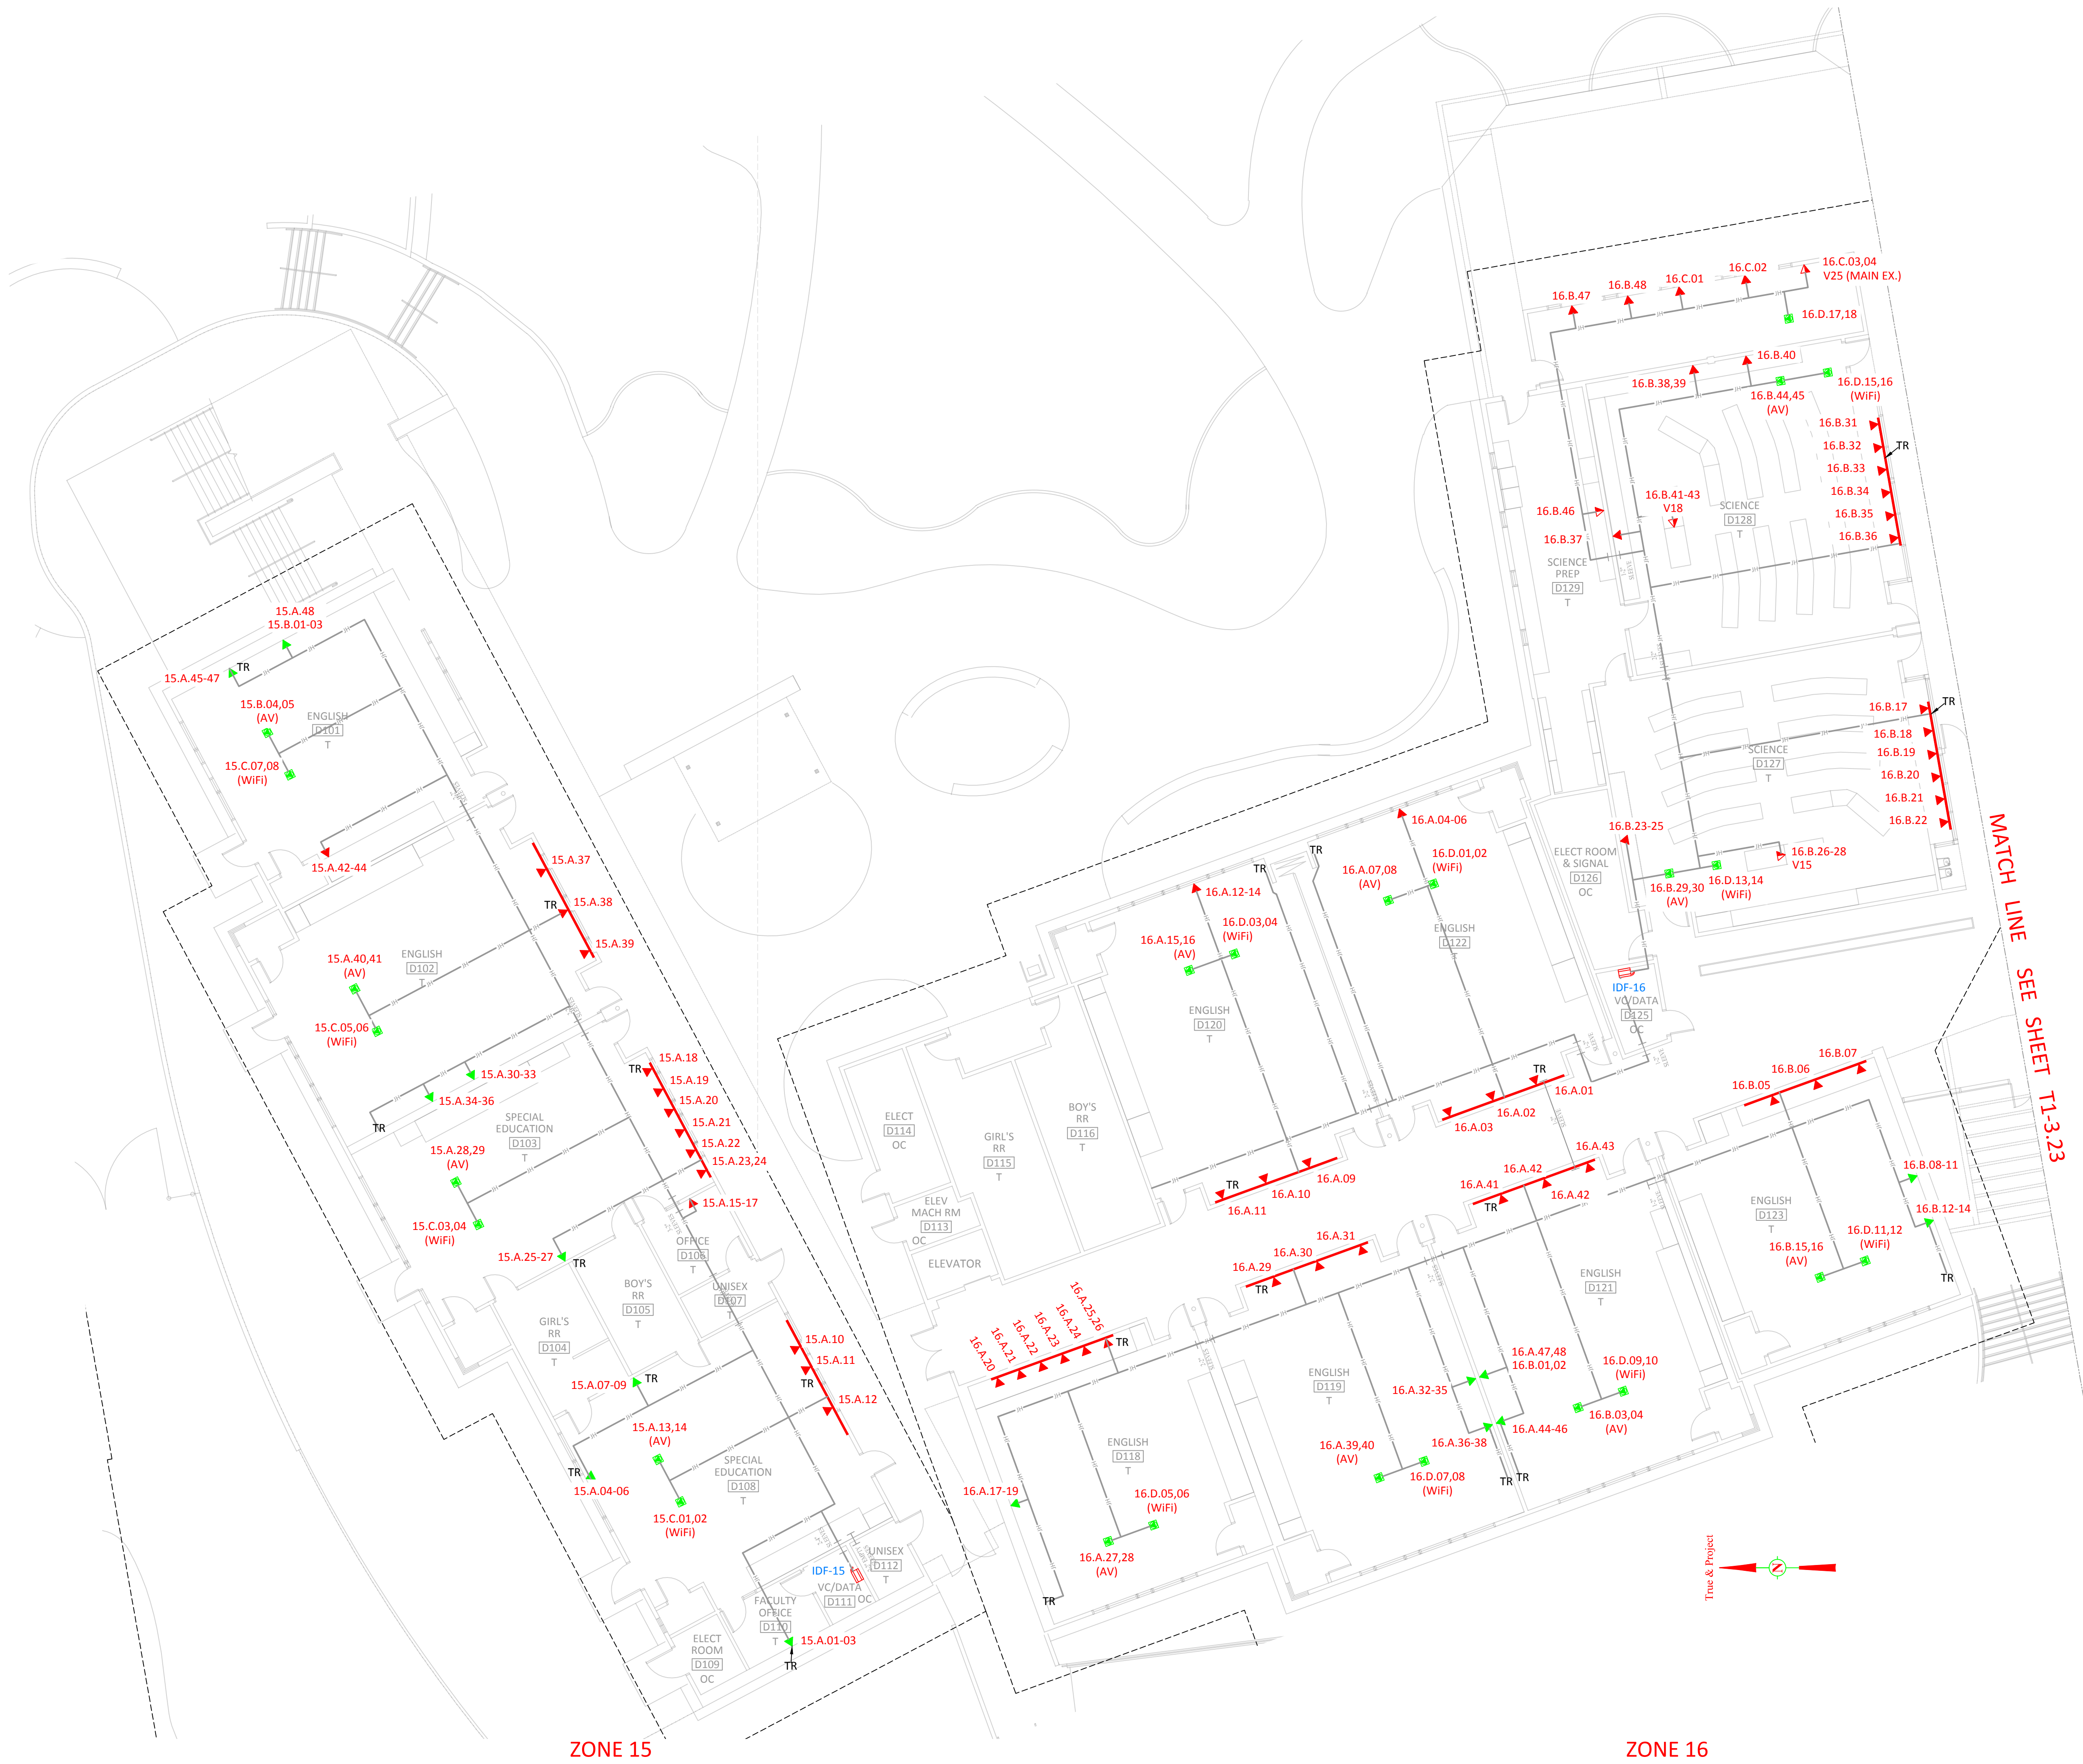 16.C.03,04
V25 (MAIN EX.)
16.C.02
16.C.01
16.B.48
16.B.47
16.D.17,18
16.B.40
16.B.38,39
16.D.15,16
(WiFi)
16.B.44,45
(AV)
16.B.31
16.B.32
TR
16.B.33
16.B.34
16.B.35
16.B.36
16.B.41-43
V18
SCIENCE
D128
T
16.B.46
16.B.37
SCIENCE
PREP
D129
T
15.A.48
15.B.01-03
TR
15.A.45-47
15.B.04,05
(AV)
ENGLISH
D101
T
15.C.07,08
(WiFi)
15.A.42-44
15.A.37
15.A.38
TR
15.A.39
15.A.40,41
(AV)
ENGLISH
D102
T
15.C.05,06
(WiFi)
15.A.30-33
15.A.34-36
TR
15.A.18
TR
15.A.19
15.A.20
15.A.21
15.A.22
15.A.23,24
SPECIAL
EDUCATION
D103
T
15.A.28,29
(AV)
15.C.03,04
(WiFi)
15.A.15-17
OFFICE
D106
T
15.A.25-27
TR
BOY'S
RR
D105
T
UNISEX
D107
T
GIRL'S
RR
D104
T
15.A.10
15.A.11
TR
15.A.12
15.A.07-09
TR
15.A.13,14
(AV)
SPECIAL
EDUCATION
D108
T
TR
15.A.04-06
15.C.01,02
(WiFi)
IDF-15
UNISEX
D112
T
VC/DATA
D111 OC
FACULTY
OFFICE
D110
T
ELECT
ROOM
D109
OC
15.A.01-03
TR
16.B.17
TR
16.B.18
16.B.19
16.B.20
16.B.21
16.B.22
SCIENCE
D127
T
16.B.23-25
16.B.26-28
V15
16.B.29,30
(AV)
16.D.13,14
(WiFi)
ELECT ROOM
& SIGNAL
D126
OC
IDF-16
VC/DATA
D125
OC
MATCH LINE SEE SHEET T1-3.23
16.A.04-06
16.A.07,08
(AV)
16.D.01,02
(WiFi)
ENGLISH
D122
T
TR
TR
16.A.12-14
16.A.15,16
(AV)
16.D.03,04
(WiFi)
ENGLISH
D120
T
TR
16.A.01
16.A.02
16.A.03
TR
16.A.09
16.A.10
16.A.11
ELECT
D114
OC
BOY'S
RR
D116
T
GIRL'S
RR
D115
T
ELEV
MACH RM
D113
OC
ELEVATOR
16.B.07
16.B.06
16.B.05
16.B.08-11
16.B.12-14
ENGLISH
D123
T
16.D.11,12
(WiFi)
16.B.15,16
(AV)
TR
16.A.43
16.A.42
16.A.41
16.A.42
TR
ENGLISH
D121
T
16.A.31
16.A.30
16.A.29
TR
16.A.20
16.A.21
16.A.22
16.A.23
16.A.24
16.A.25,26
TR
16.A.47,48
16.B.01,02
16.A.32-35
16.A.44-46
16.A.36-38
TR
TR
16.D.09,10
(WiFi)
16.B.03,04
(AV)
ENGLISH
D119
T
16.A.39,40
(AV)
16.D.07,08
(WiFi)
ENGLISH
D118
T
16.A.17-19
16.D.05,06
(WiFi)
16.A.27,28
(AV)
TR
True & Project
N
ZONE 15
ZONE 16